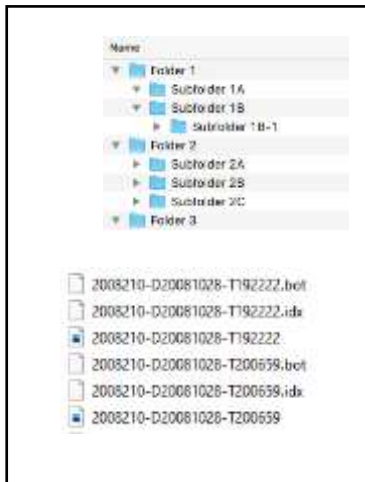 Name
Folder 1
Subfolder 1A
Subfolder 1B
Subfolder 1B-1
Folder 2
Subfolder 2A
Subfolder 2B
Subfolder 2C
Folder 3
2008210-D20081028-T192222.bot
2008210-D20081028-T192222.idx
2008210-D20081028-T192222
2008210-D20081028-T200659.bot
2008210-D20081028-T200659.idx
2008210-D20081028-T200659